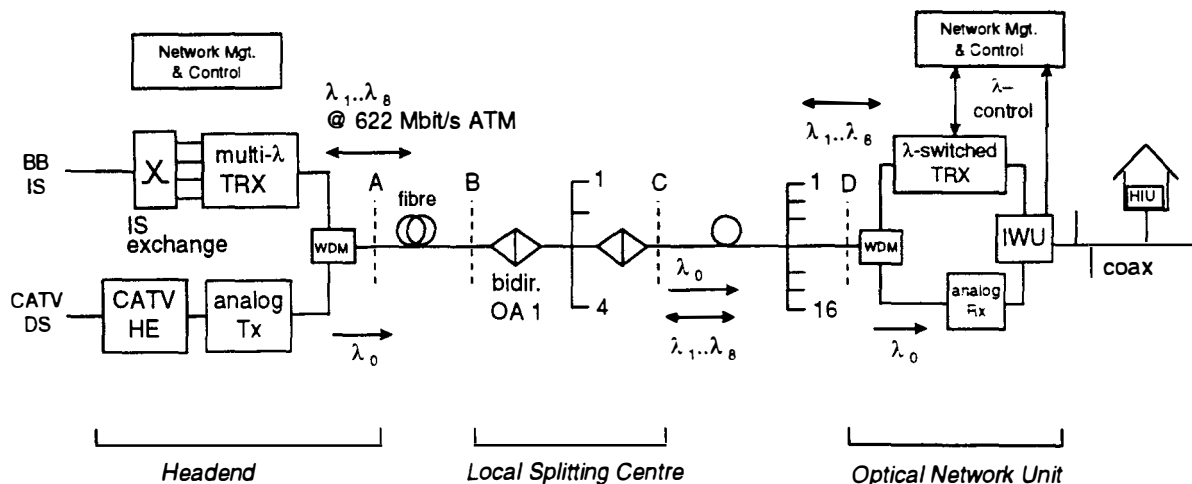 Network Mgt.
& Control
Network Mgt.
& Control
λ1..λ8
@ 622 Mbit/s ATM
λ–
control
λ1..λ8
BB
IS
multi-λ
TRX
λ-switched
TRX
IS
exchange
A
fibre
B
1
C
1
D
HIU
WDM
WDM
IWU
coax
CATV
DS
CATV
HE
analog
Tx
bidir.
OA 1
4
λ0
16
analog
Rx
λ0
λ1..λ8
λ0
Headend
Local Splitting Centre
Optical Network Unit